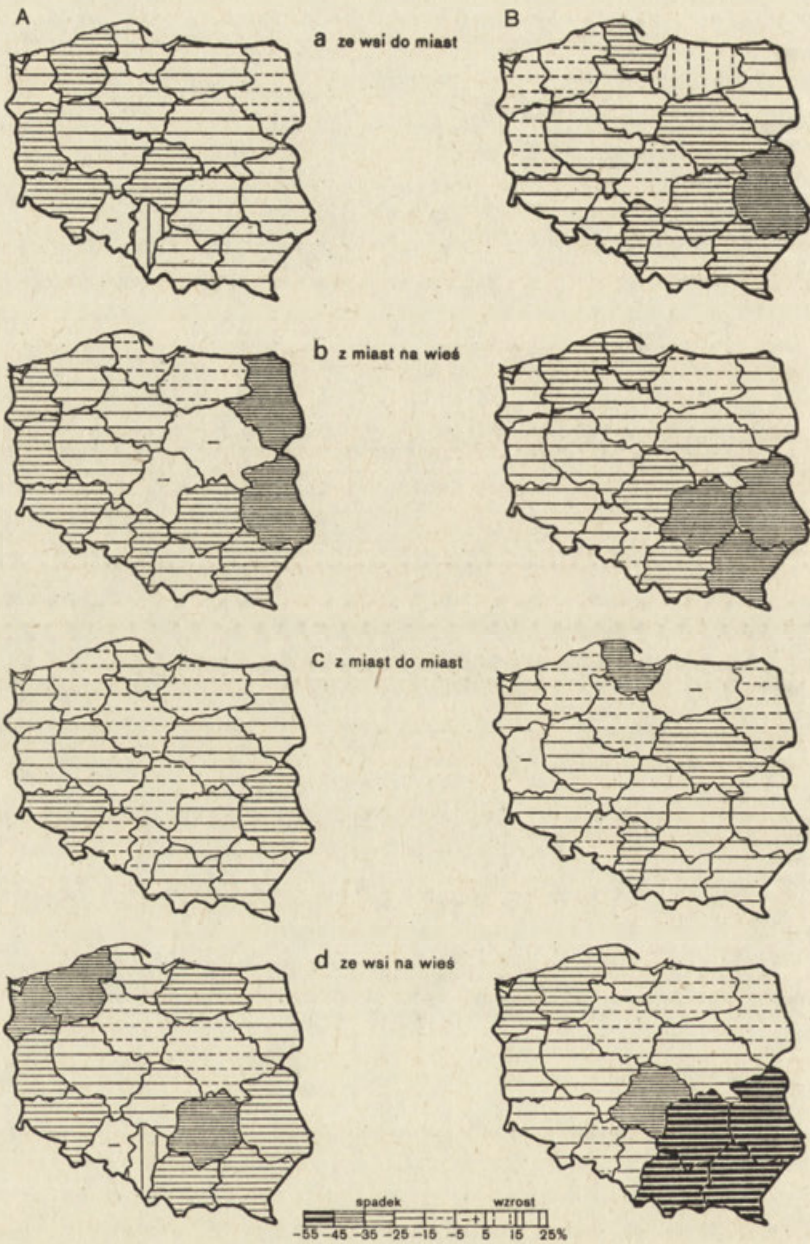 A
B
a ze wsi do miast
b z miast na wieś
-
-
c z miast do miast
-
-
d ze wsi na wieś
-
-
spadek wzrost
- +
-55 -45 -35 -25 -15 -5 5 15 25%